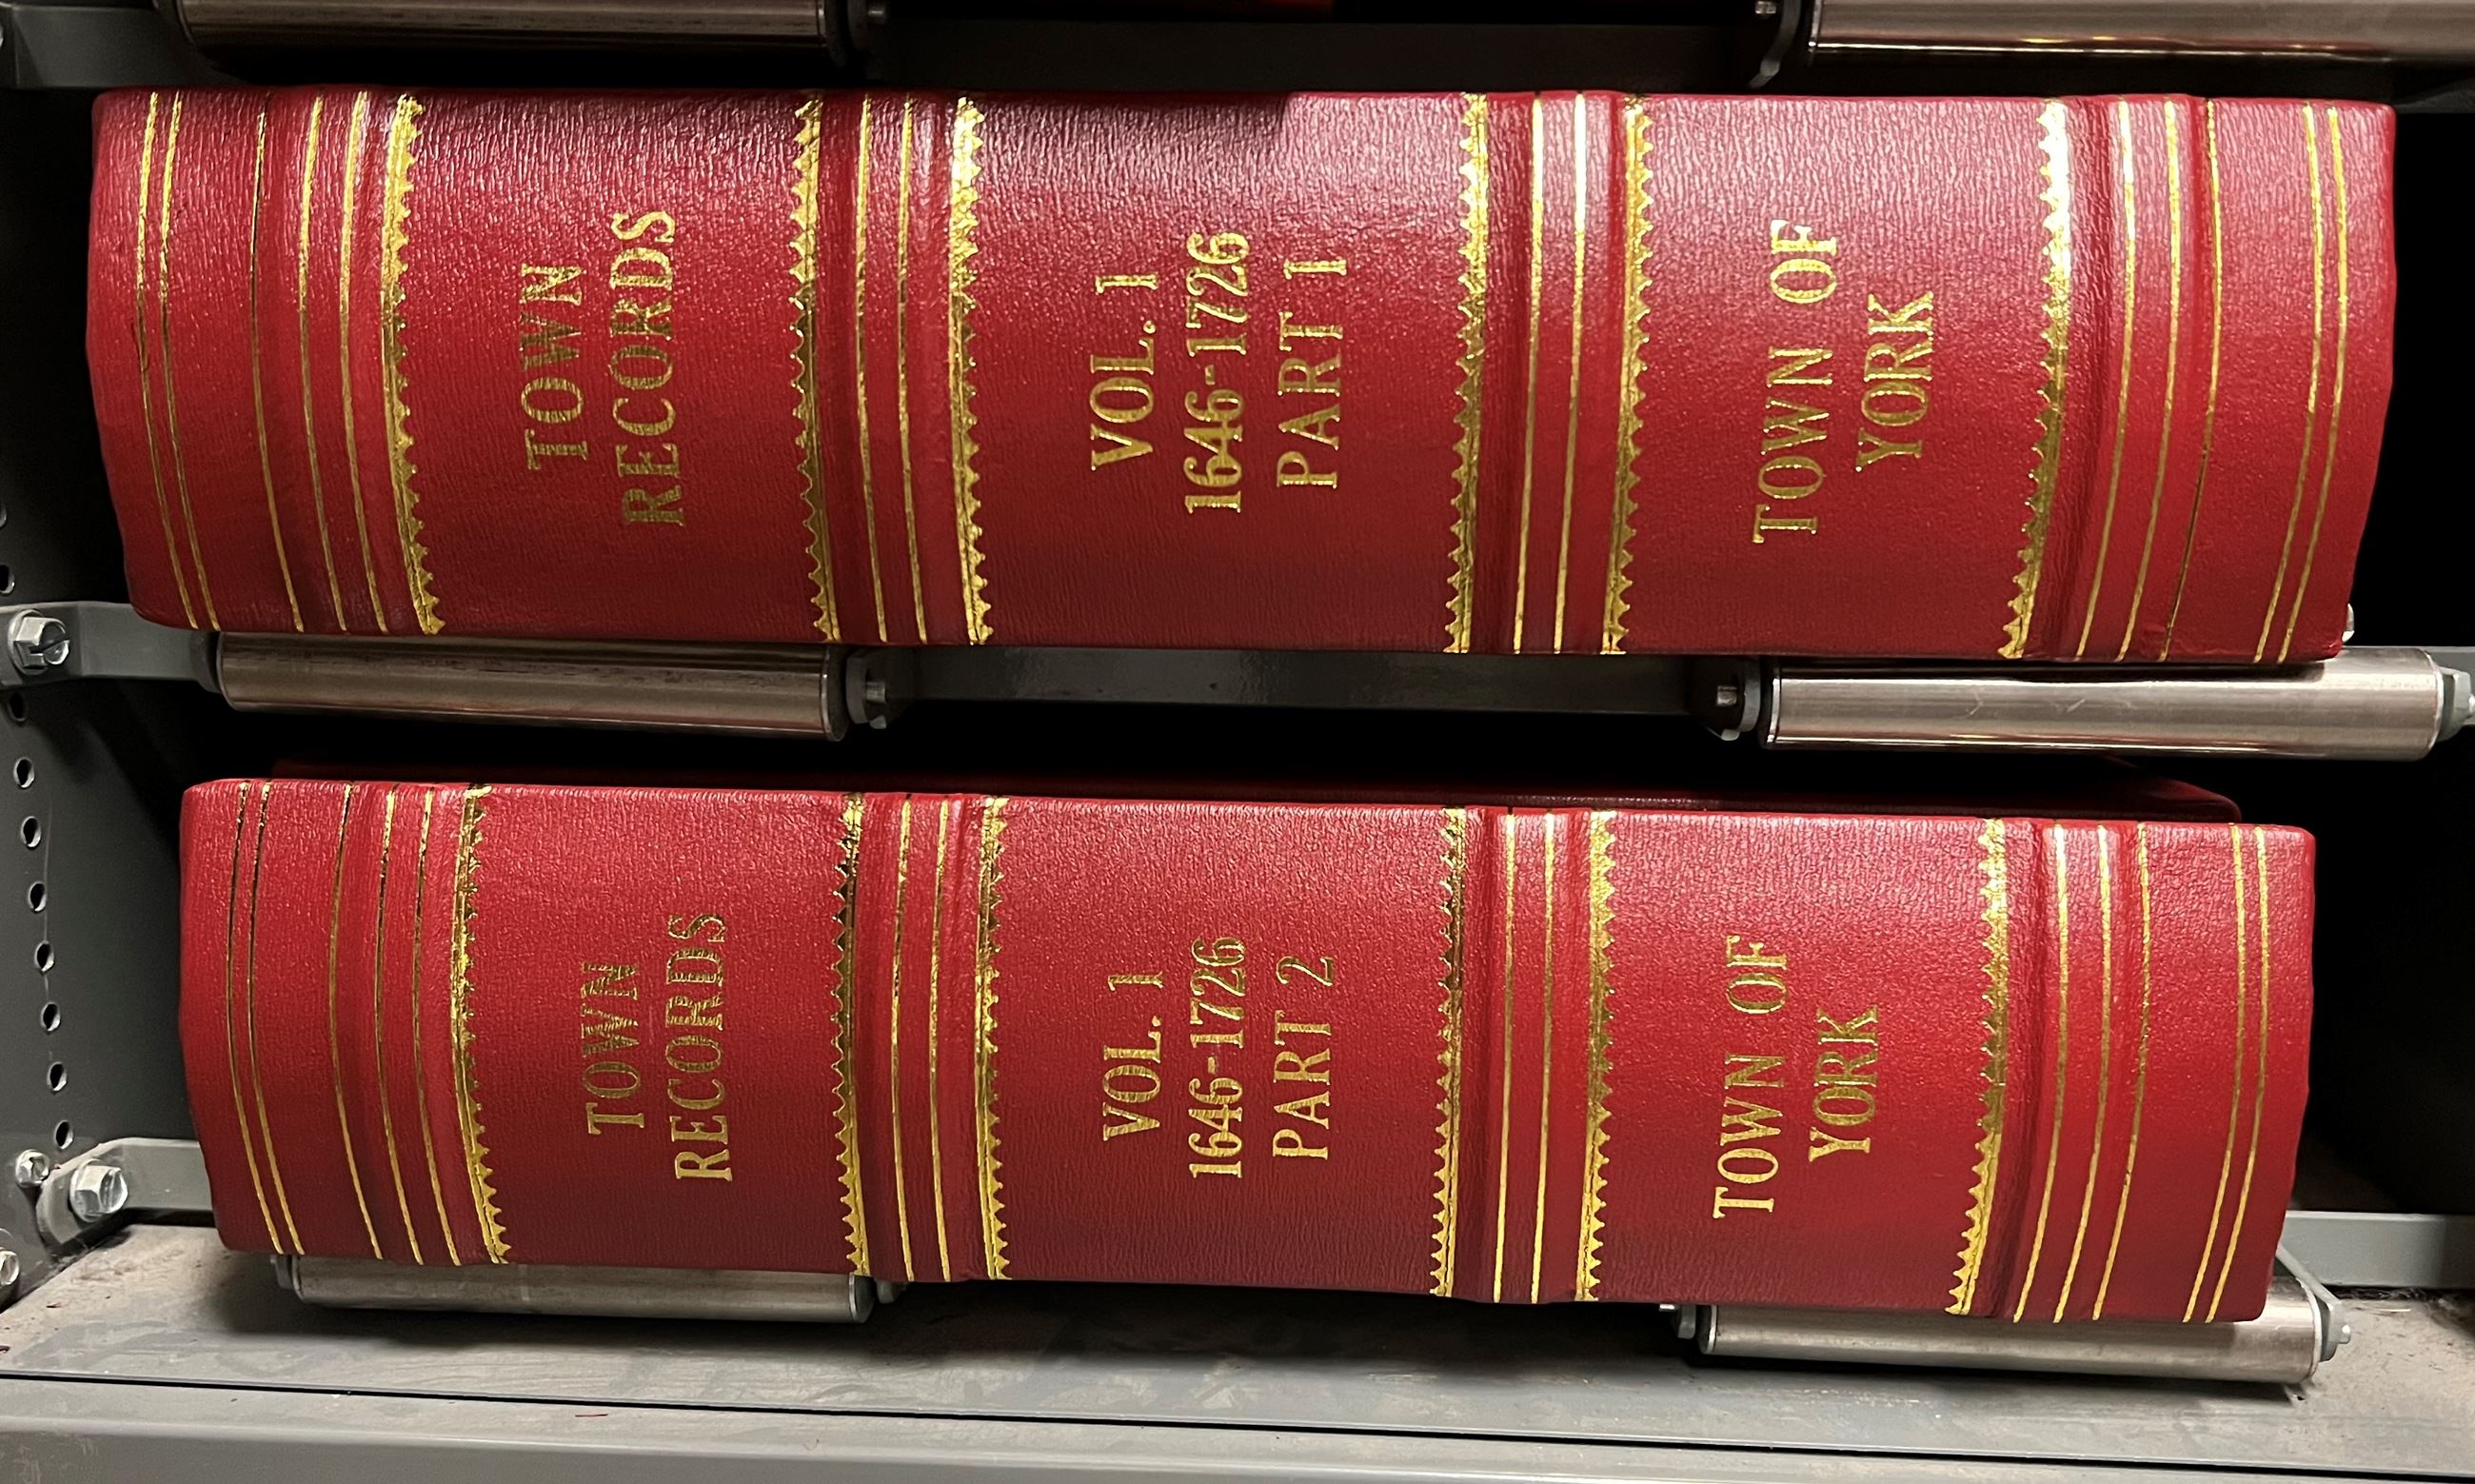 TOWN
RECORDS
VOL. 1
1646-1726
PART 1
TOWN OF
YORK
TOWN
RECORDS
VOL. 1
1646-1726
PART 2
TOWN OF
YORK